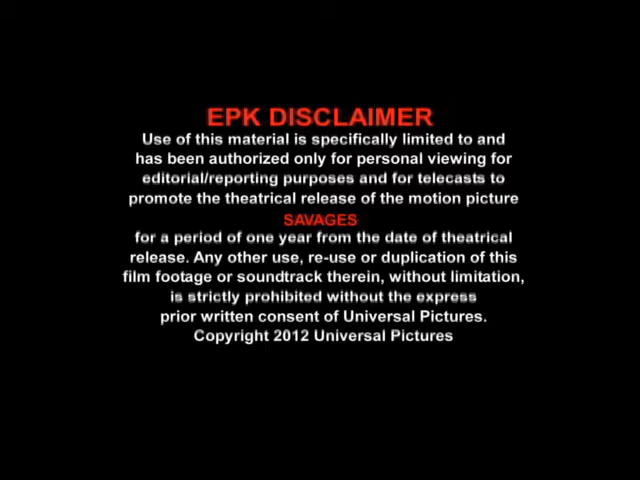 EPK DISCLAIMER
Use of this material is specifically limited to and
has been authorized only for personal viewing for
editorial/reporting purposes and for telecasts to
promote the theatrical release of the motion picture
SAVAGES
for a period of one year from the date of theatrical
release. Any other use, re-use or duplication of this
film footage or soundtrack therein, without limitation,
is strictly prohibited without the express
prior written consent of Universal Pictures.
Copyright 2012 Universal Pictures